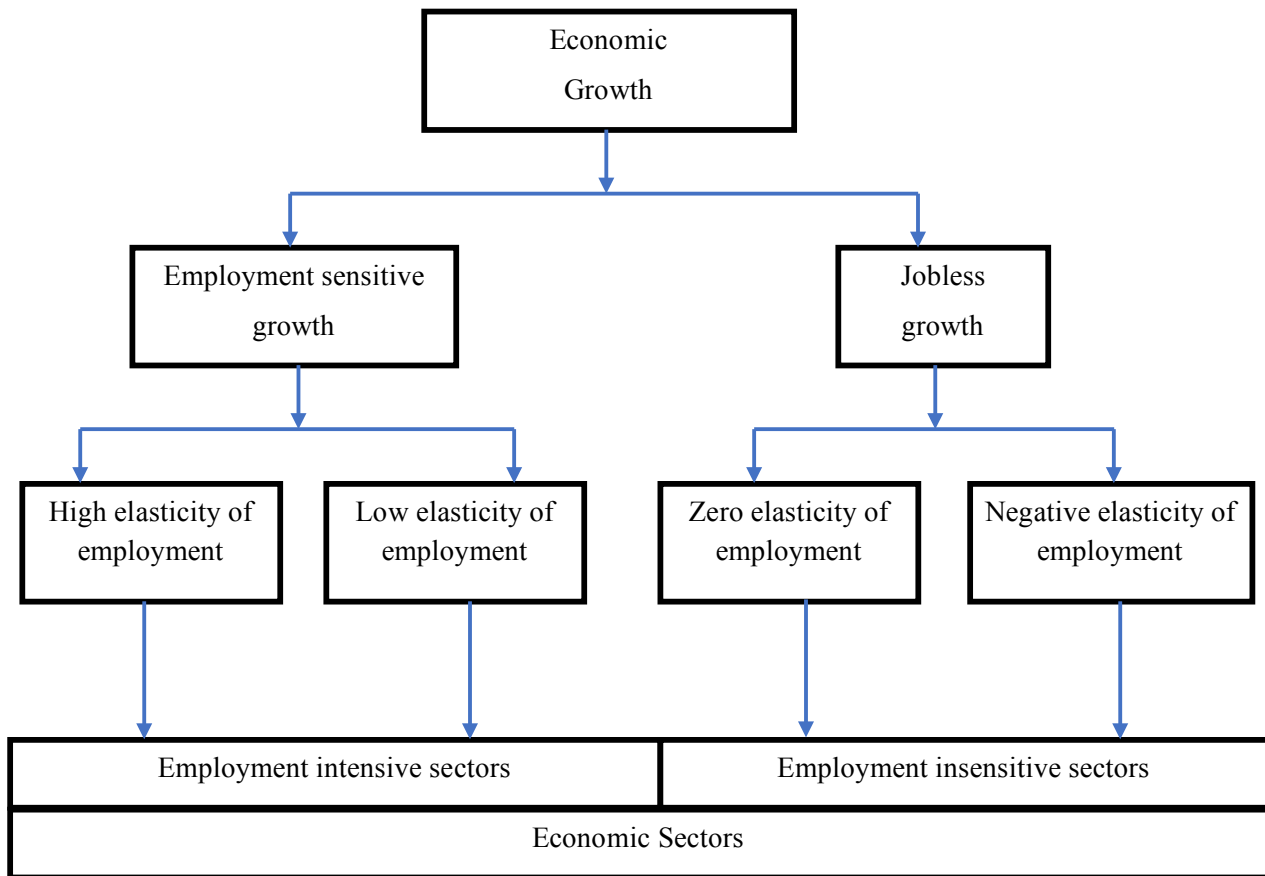 Economic
Growth
Employment sensitive
growth
Jobless
growth
High elasticity of
employment
Low elasticity of
employment
Zero elasticity of
employment
Negative elasticity of
employment
Employment intensive sectors
Employment insensitive sectors
Economic Sectors